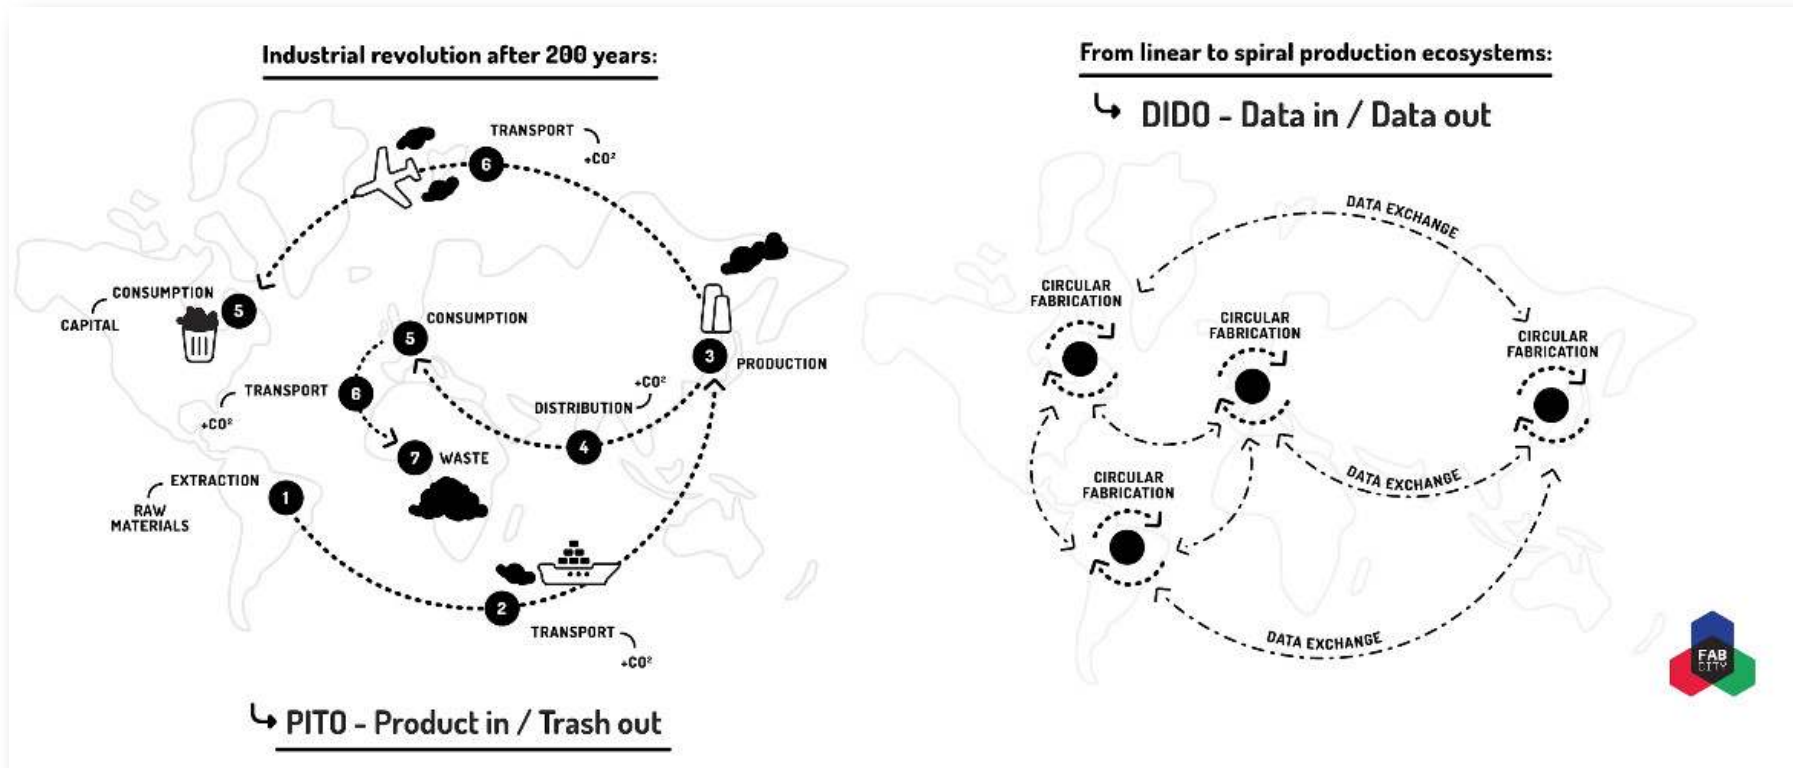 Industrial revolution after 200 years:
TRANSPORT
+CO²
6
CONSUMPTION
CAPITAL
5
CONSUMPTION
5
3
PRODUCTION
TRANSPORT
+CO²
6
+CO²
DISTRIBUTION
4
7
WASTE
EXTRACTION
RAW
MATERIALS
1
2
TRANSPORT
+CO²
PITO - Product in / Trash out
From linear to spiral production ecosystems:
DIDO - Data in / Data out
DATA EXCHANGE
CIRCULAR
FABRICATION
CIRCULAR
FABRICATION
CIRCULAR
FABRICATION
CIRCULAR
FABRICATION
DATA EXCHANGE
DATA EXCHANGE
FAB
CITY